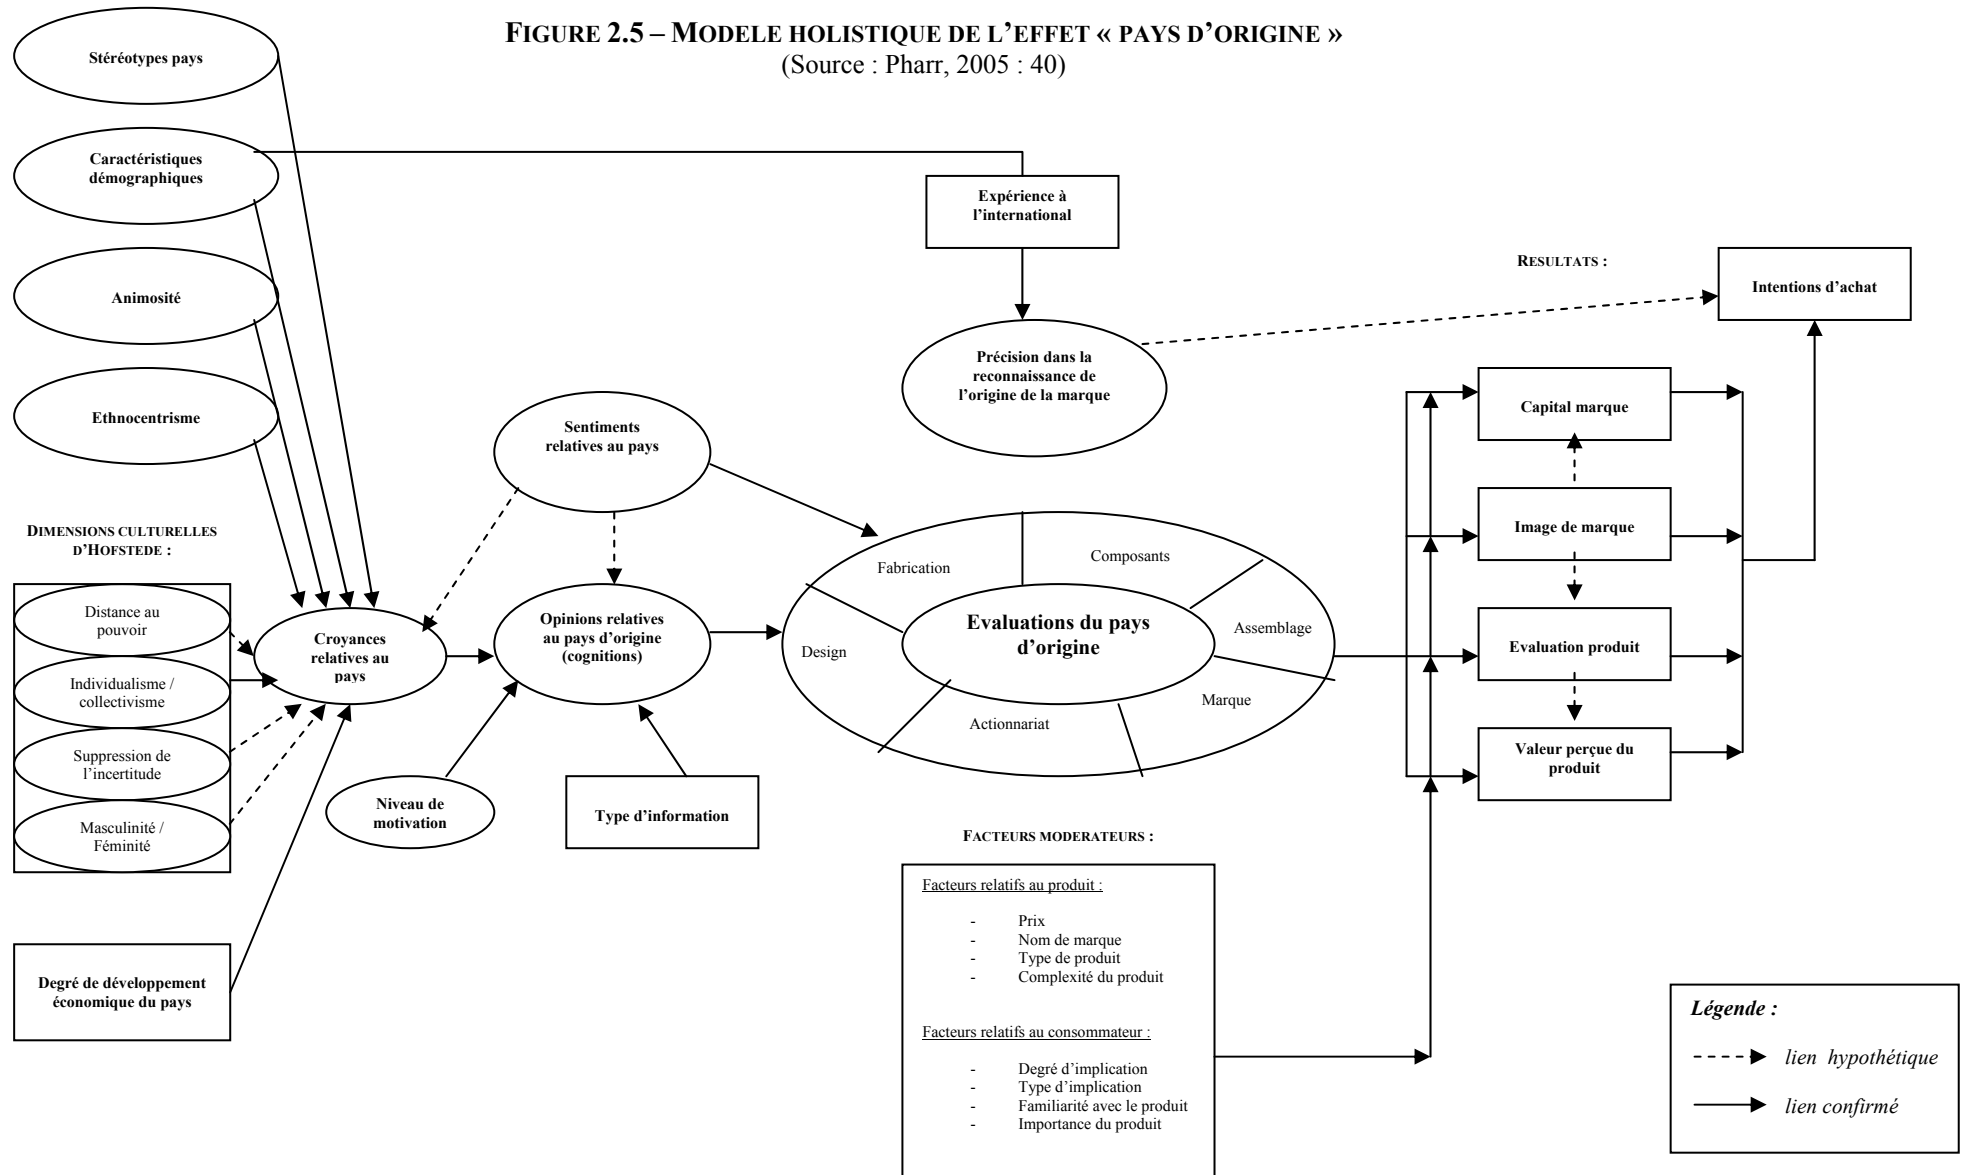 FIGURE 2.5 – MODELE HOLISTIQUE DE L'EFFET « PAYS D'ORIGINE »
(Source : Pharr, 2005 : 40)
Stéréotypes pays
Caractéristiques
démographiques
Animosité
Ethnocentrisme
DIMENSIONS CULTURELLES
D'HOFSTEDE :
Distance au
pouvoir
Individualisme /
collectivisme
Suppression de
l'incertitude
Masculinité /
Féminité
Degré de développement
économique du pays
Croyances
relatives au
pays
Sentiments
relatives au pays
Opinions relatives
au pays d'origine
(cognitions)
Niveau de
motivation
Type d'information
Expérience à
l'international
Précision dans la
reconnaissance de
l'origine de la marque
Fabrication
Composants
Assemblage
Marque
Actionnariat
Design
Evaluations du pays
d'origine
FACTEURS MODERATEURS :
Facteurs relatifs au produit :
- Prix
- Nom de marque
- Type de produit
- Complexité du produit
Facteurs relatifs au consommateur :
- Degré d'implication
- Type d'implication
- Familiarité avec le produit
- Importance du produit
RESULTATS :
Intentions d'achat
Capital marque
Image de marque
Evaluation produit
Valeur perçue du
produit
Légende :
lien hypothétique
lien confirmé